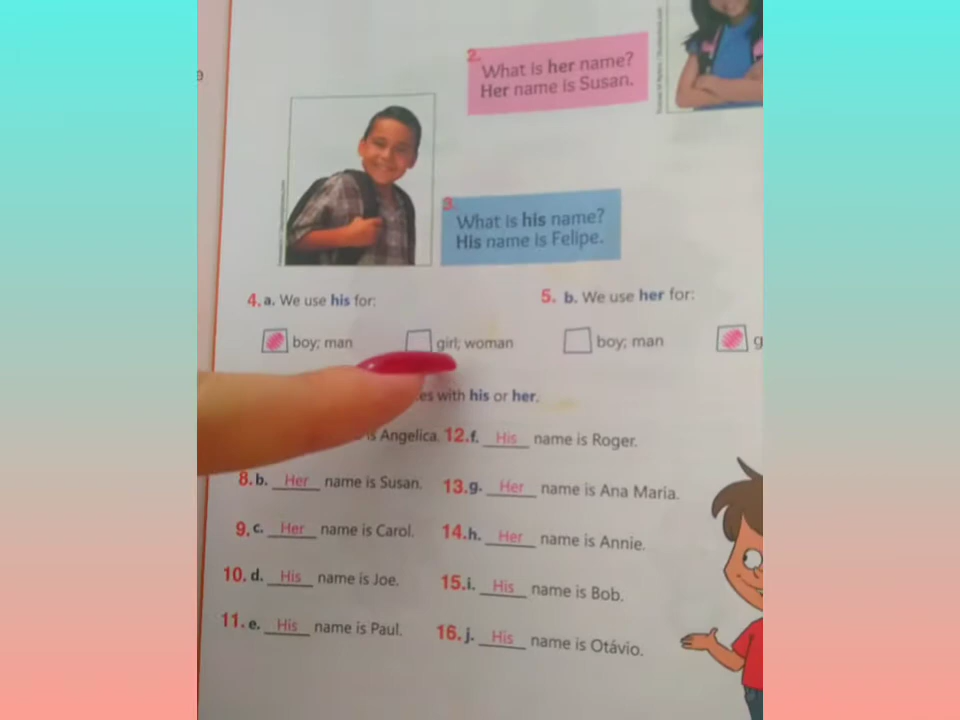 2.
What is her name?
Her name is Susan.
3.
What is his name?
His name is Felipe.
4. a. We use his for:
boy; man
girl; woman
5. b. We use her for:
boy; man
with his or her.
is Angelica.
8. b. Her name is Susan.
9. c. Her name is Carol.
10. d. His name is Joe.
11. e. His name is Paul.
12. f. His name is Roger.
13. g. Her name is Ana Maria.
14. h. Her name is Annie.
15. i. His name is Bob.
16. j. His name is Otávio.